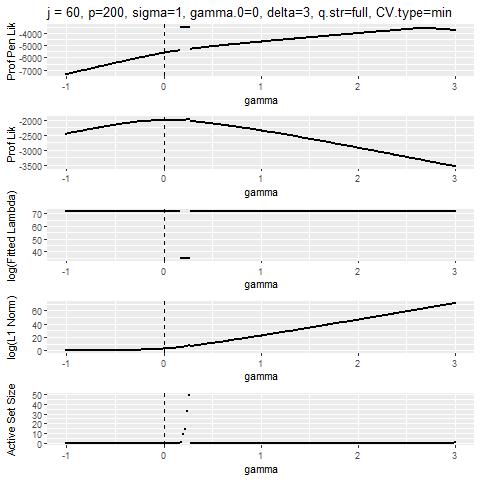 j = 60, p=200, sigma=1, gamma.0=0, delta=3, q.str=full, CV.type=min
Prof Pen Lik
-4000
-5000
-6000
-7000
-1 0 1 2 3
gamma
Prof Lik
-2000
-2500
-3000
-3500
-1 0 1 2 3
gamma
log(Fitted Lambda)
70
60
50
40
-1 0 1 2 3
gamma
log(L1 Norm)
60
40
20
0
-1 0 1 2 3
gamma
Active Set Size
50
40
30
20
10
0
-1 0 1 2 3
gamma